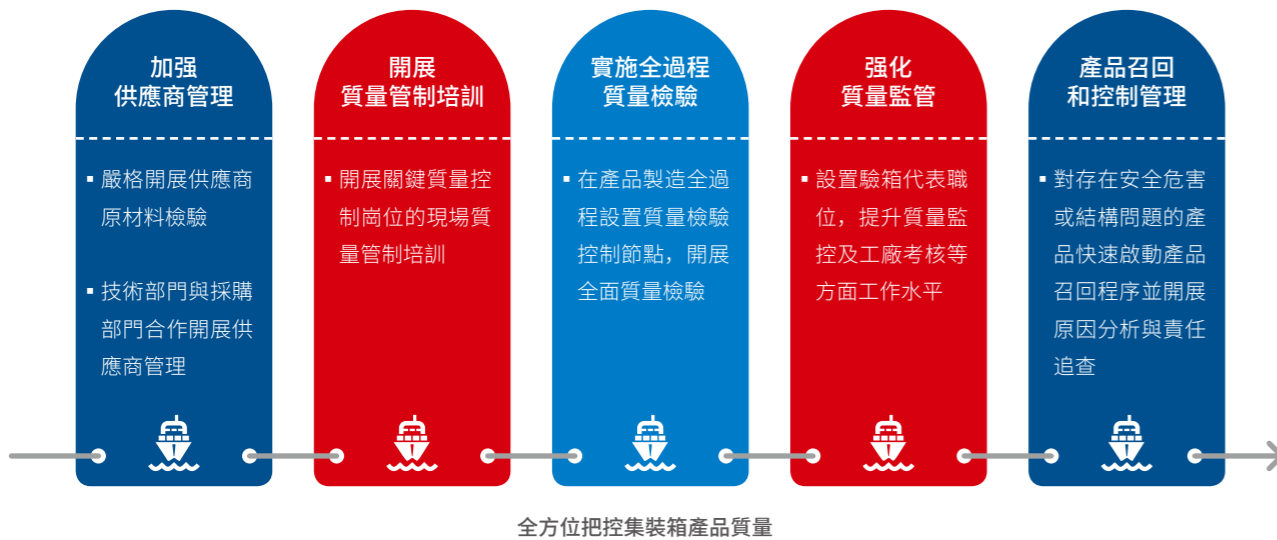 加强
供應商管理
▪ 嚴格開展供應商
原材料檢驗
▪ 技術部門與採購
部門合作開展供
應商管理
開展
質量管制培訓
▪ 開展關鍵質量控
制崗位的現場質
量管制培訓
實施全過程
質量檢驗
▪ 在產品製造全過
程設置質量檢驗
控制節點，開展
全面質量檢驗
强化
質量監管
▪ 設置驗箱代表職
位，提升質量監
控及工廠考核等
方面工作水平
產品召回
和控制管理
▪ 對存在安全危害
或結構問題的產
品快速啟動產品
召回程序並開展
原因分析與責任
追查
全方位把控集裝箱產品質量